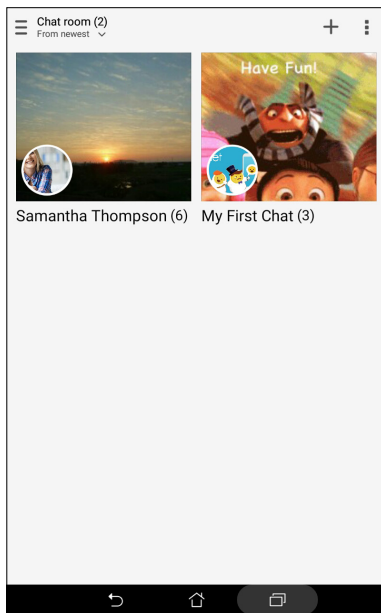 Chat room (2)
From newest
Have Fun!
Samantha Thompson (6)
My First Chat (3)